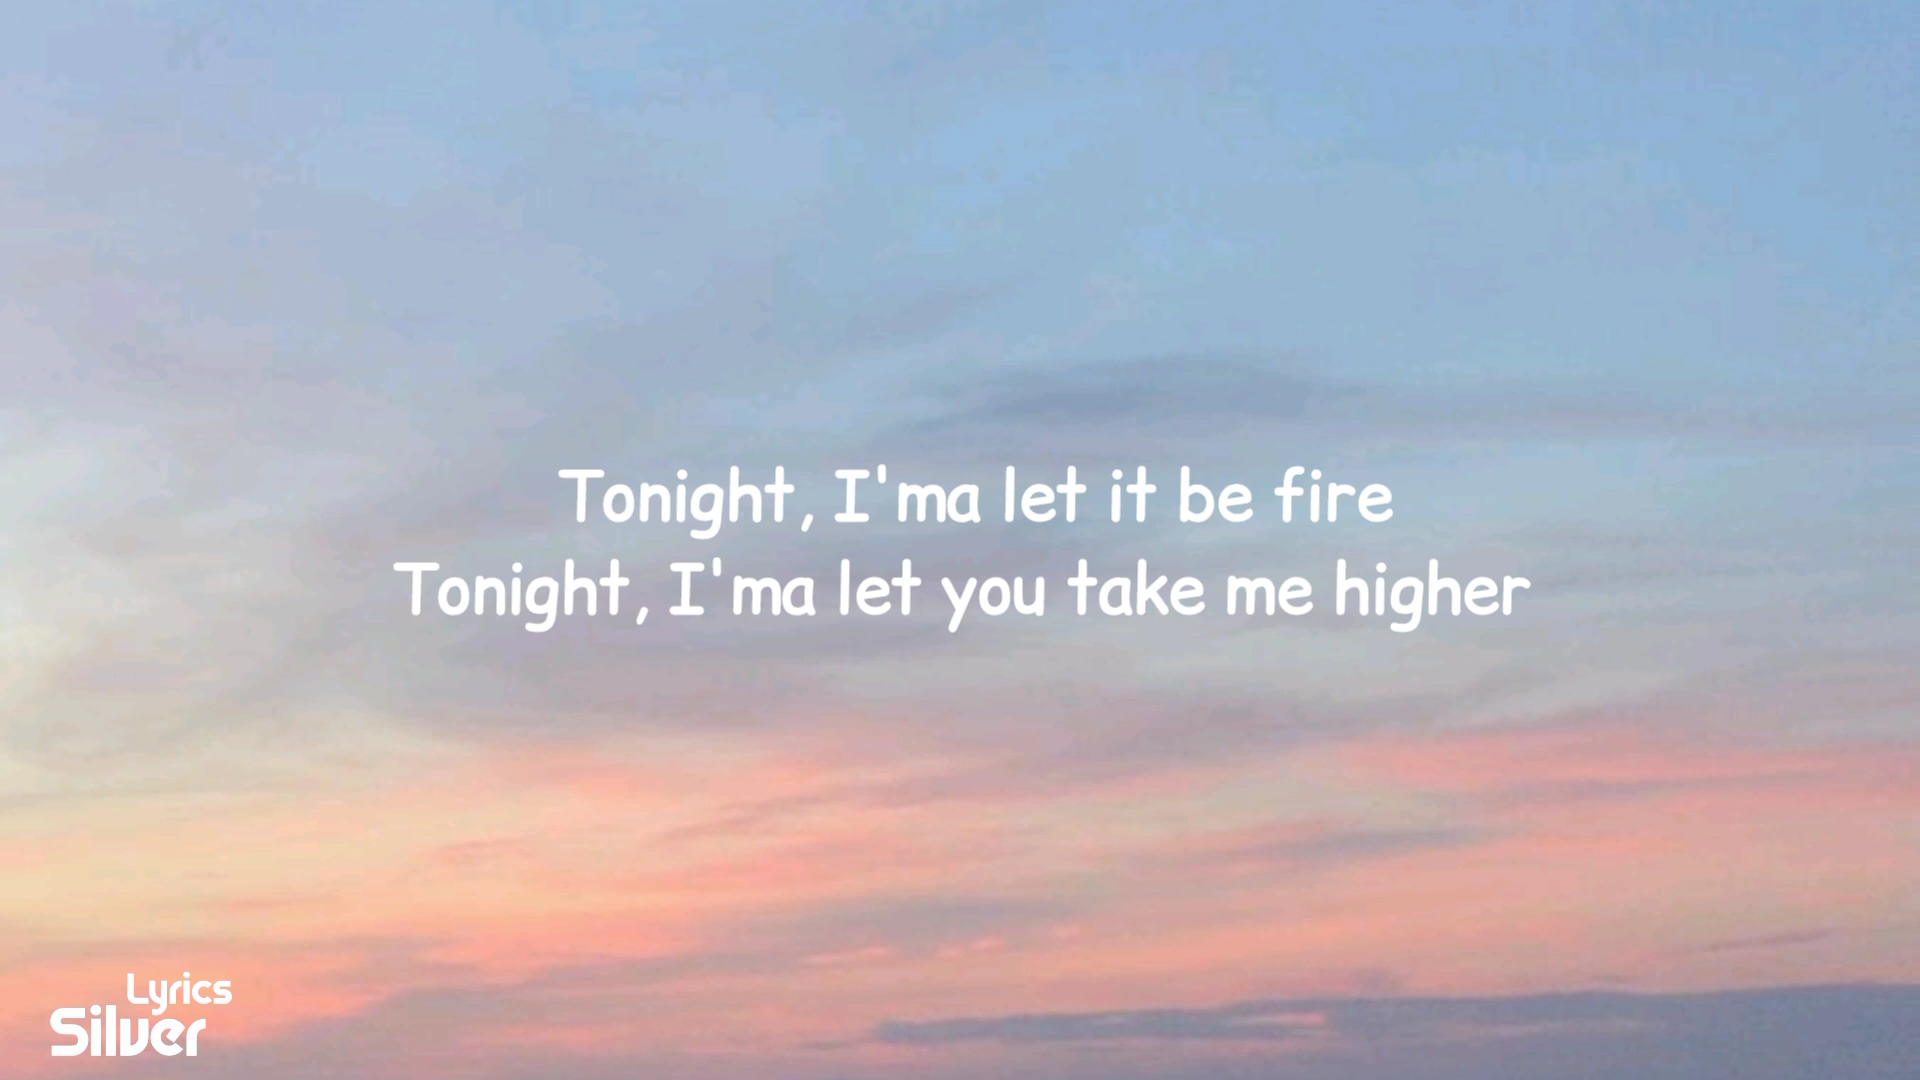 Tonight, I'ma let it be fire
Tonight, I'ma let you take me higher
Lyrics
Silver